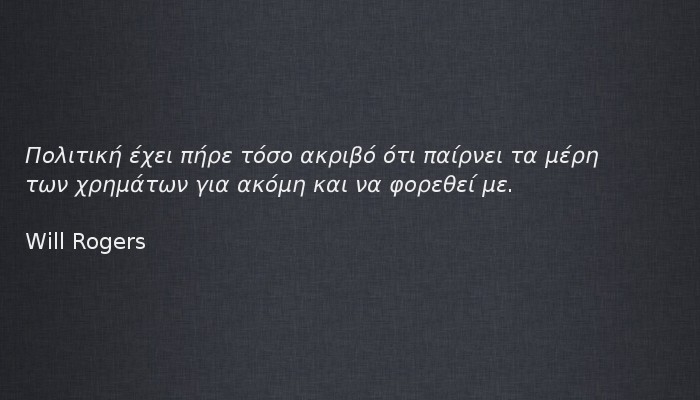 Πολιτική έχει πήρε τόσο ακριβό ότι παίρνει τα μέρη
των χρημάτων για ακόμη και να φορεθεί με.
Will Rogers